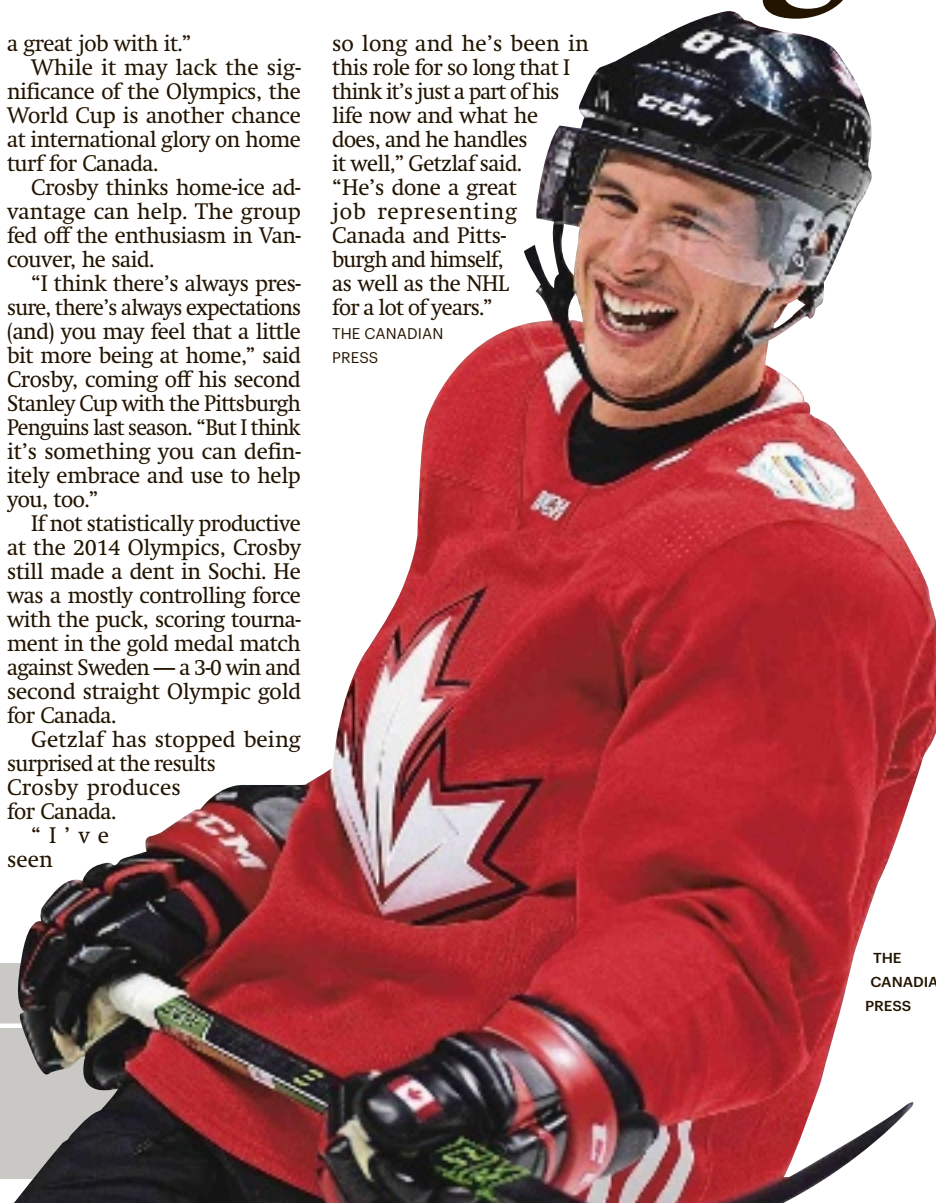 a great job with it.”
While it may lack the sig-
nificance of the Olympics, the
World Cup is another chance
at international glory on home
turf for Canada.
Crosby thinks home-ice ad-
vantage can help. The group
fed off the enthusiasm in Van-
couver, he said.
“I think there’s always pres-
sure, there’s always expectations
(and) you may feel that a little
bit more being at home,” said
Crosby, coming off his second
Stanley Cup with the Pittsburgh
Penguins last season. “But I think
it’s something you can defin-
itely embrace and use to help
you, too.”
If not statistically productive
at the 2014 Olympics, Crosby
still made a dent in Sochi. He
was a mostly controlling force
with the puck, scoring tourna-
ment in the gold medal match
against Sweden — a 3-0 win and
second straight Olympic gold
for Canada.
Getzlaf has stopped being
surprised at the results
Crosby produces
for Canada.
“I’ve
seen
so long and he’s been in
this role for so long that I
think it’s just a part of his
life now and what he
does, and he handles
it well,” Getzlaf said.
“He’s done a great
job representing
Canada and Pitts-
burgh and himself,
as well as the NHL
for a lot of years.”
THE CANADIAN
PRESS
87
CCM
CCM
THE
CANADIA
PRESS